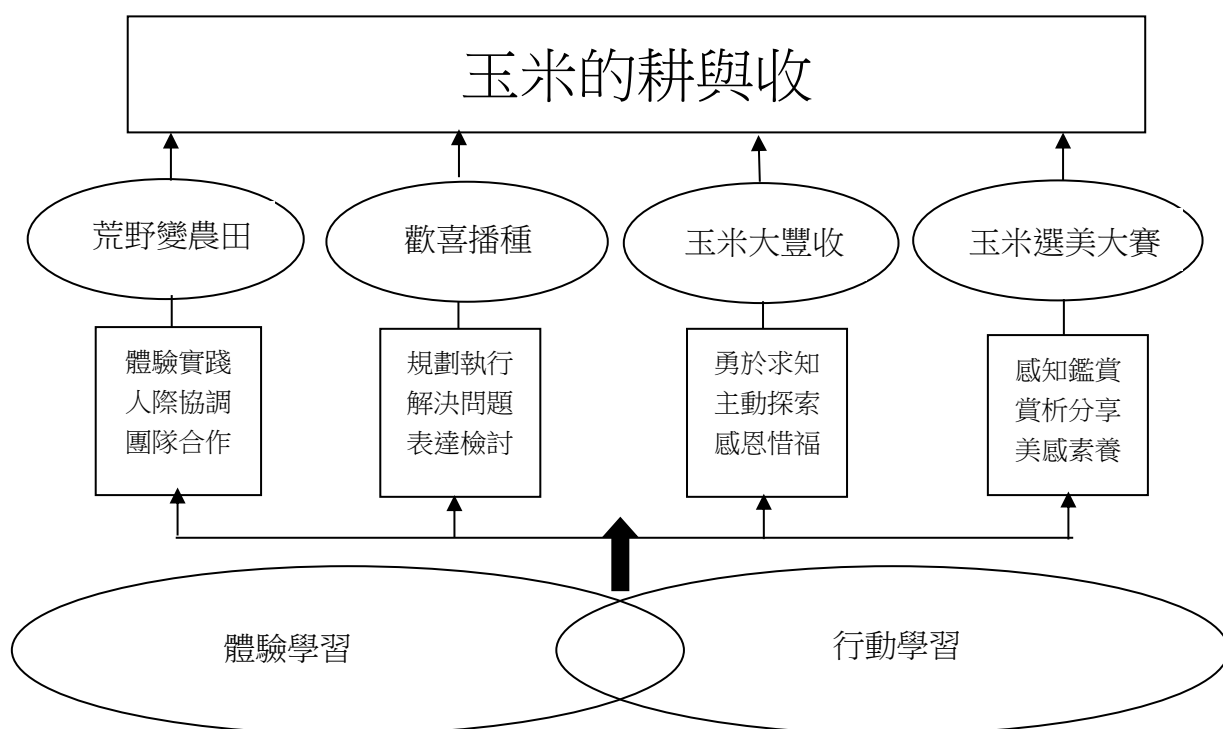 玉米的耕與收
荒野變農田
歡喜播種
玉米大豐收
玉米選美大賽
體驗實踐
人際協調
團隊合作
規劃執行
解決問題
表達檢討
勇於求知
主動探索
感恩惜福
感知鑑賞
賞析分享
美感素養
體驗學習
行動學習